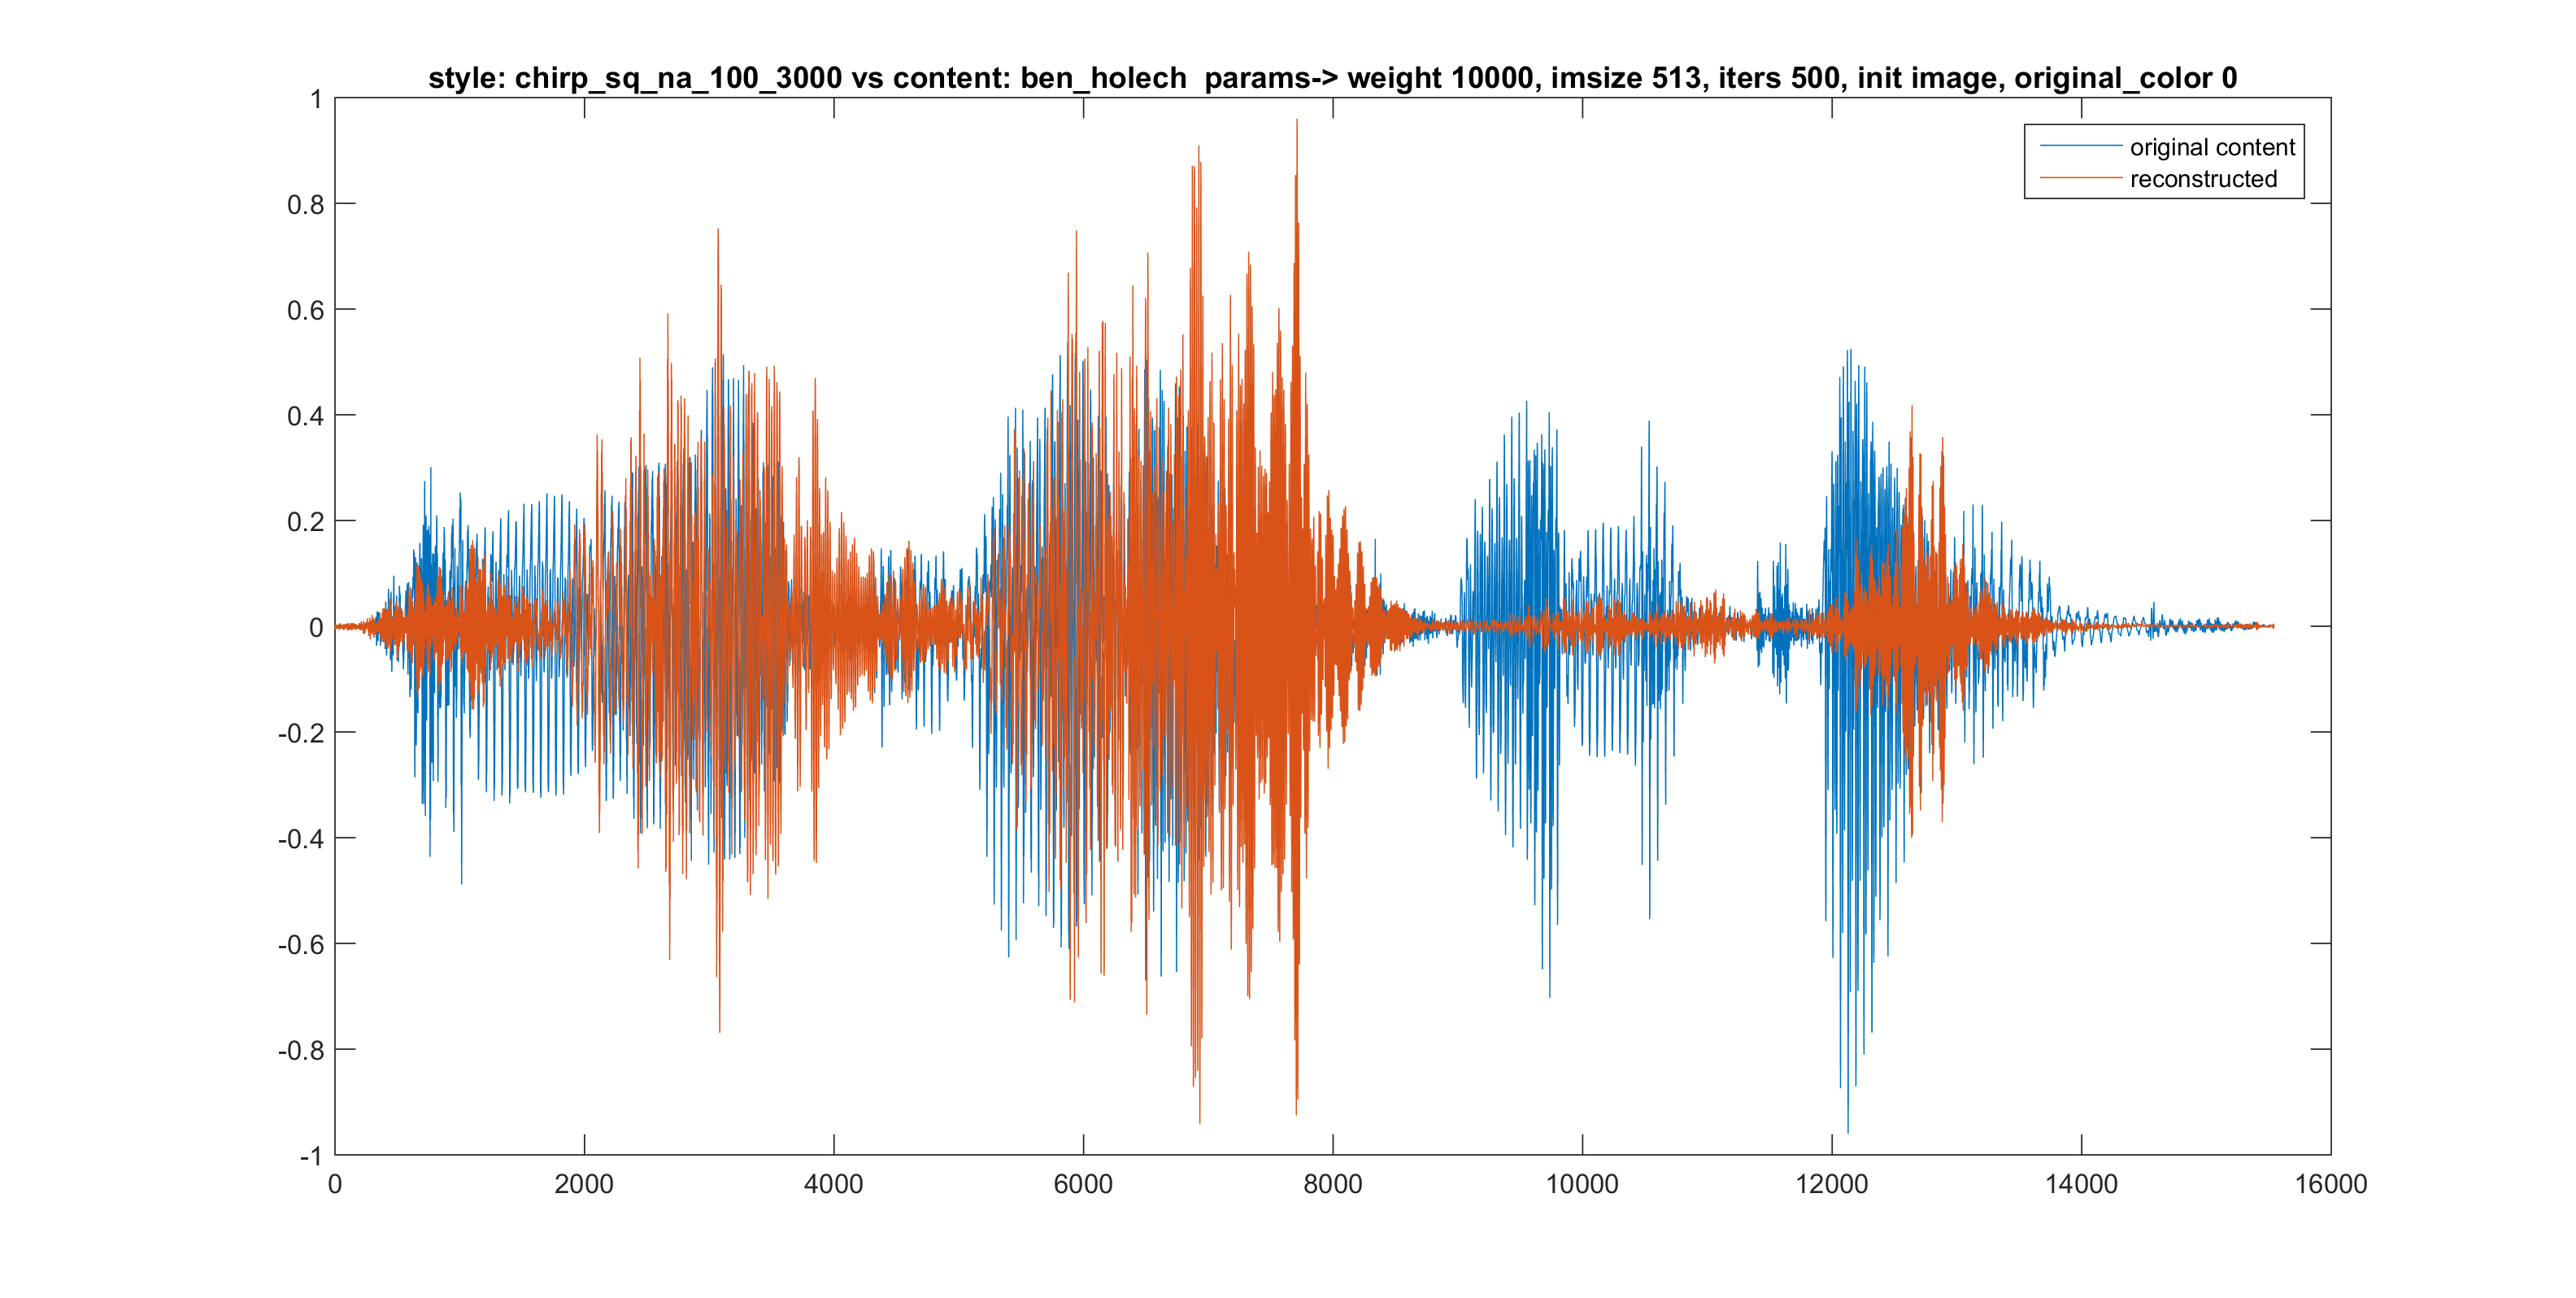 style: chirp_sq_na_100_3000 vs content: ben_holech  params-> weight 10000, imsize 513, iters 500, init image, original_color 0
original content
reconstructed
1
0.8
0.6
0.4
0.2
0
-0.2
-0.4
-0.6
-0.8
-1
0 2000 4000 6000 8000 10000 12000 14000 16000